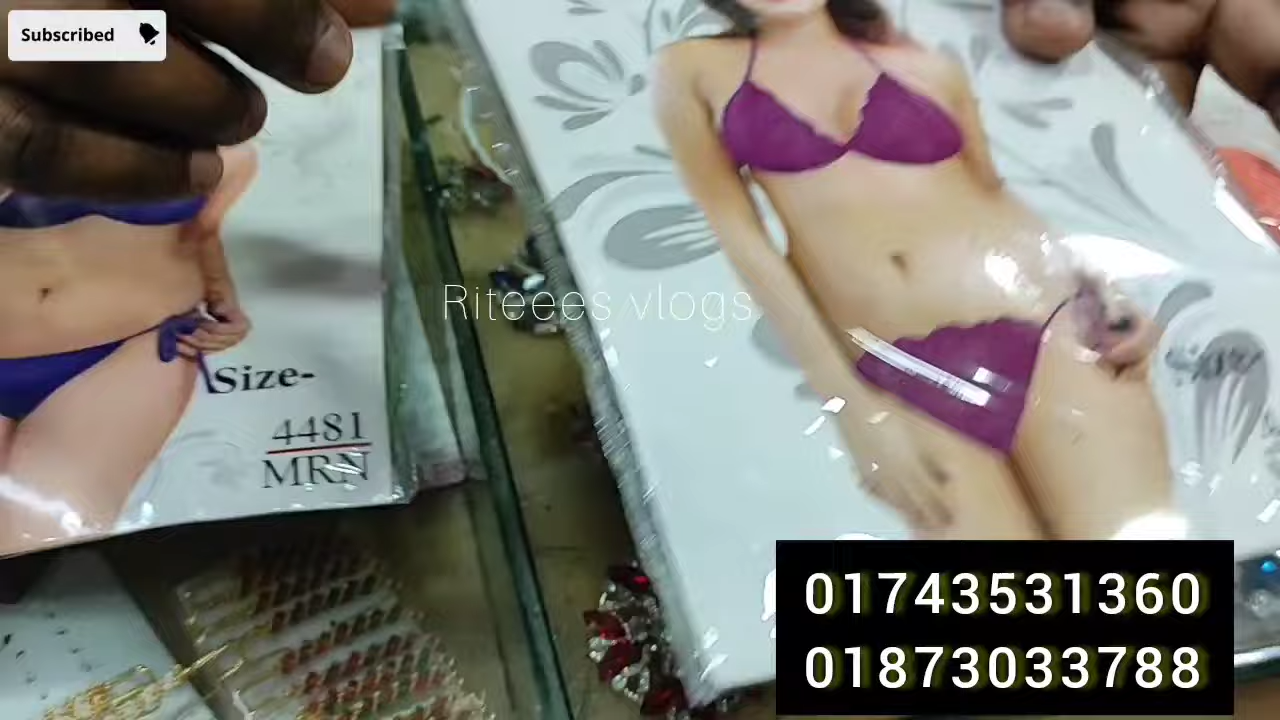 Subscribed
Riteees vlogs
Size-
4481
MRN
01743531360
01873033788